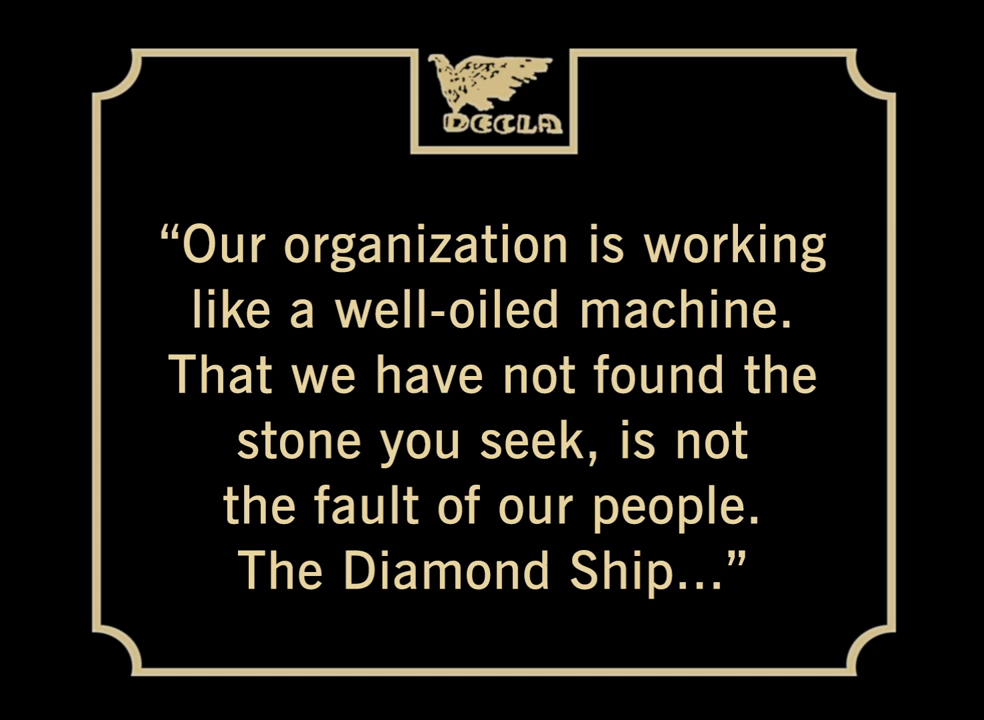 DECLA
“Our organization is working
like a well-oiled machine.
That we have not found the
stone you seek, is not
the fault of our people.
The Diamond Ship...”